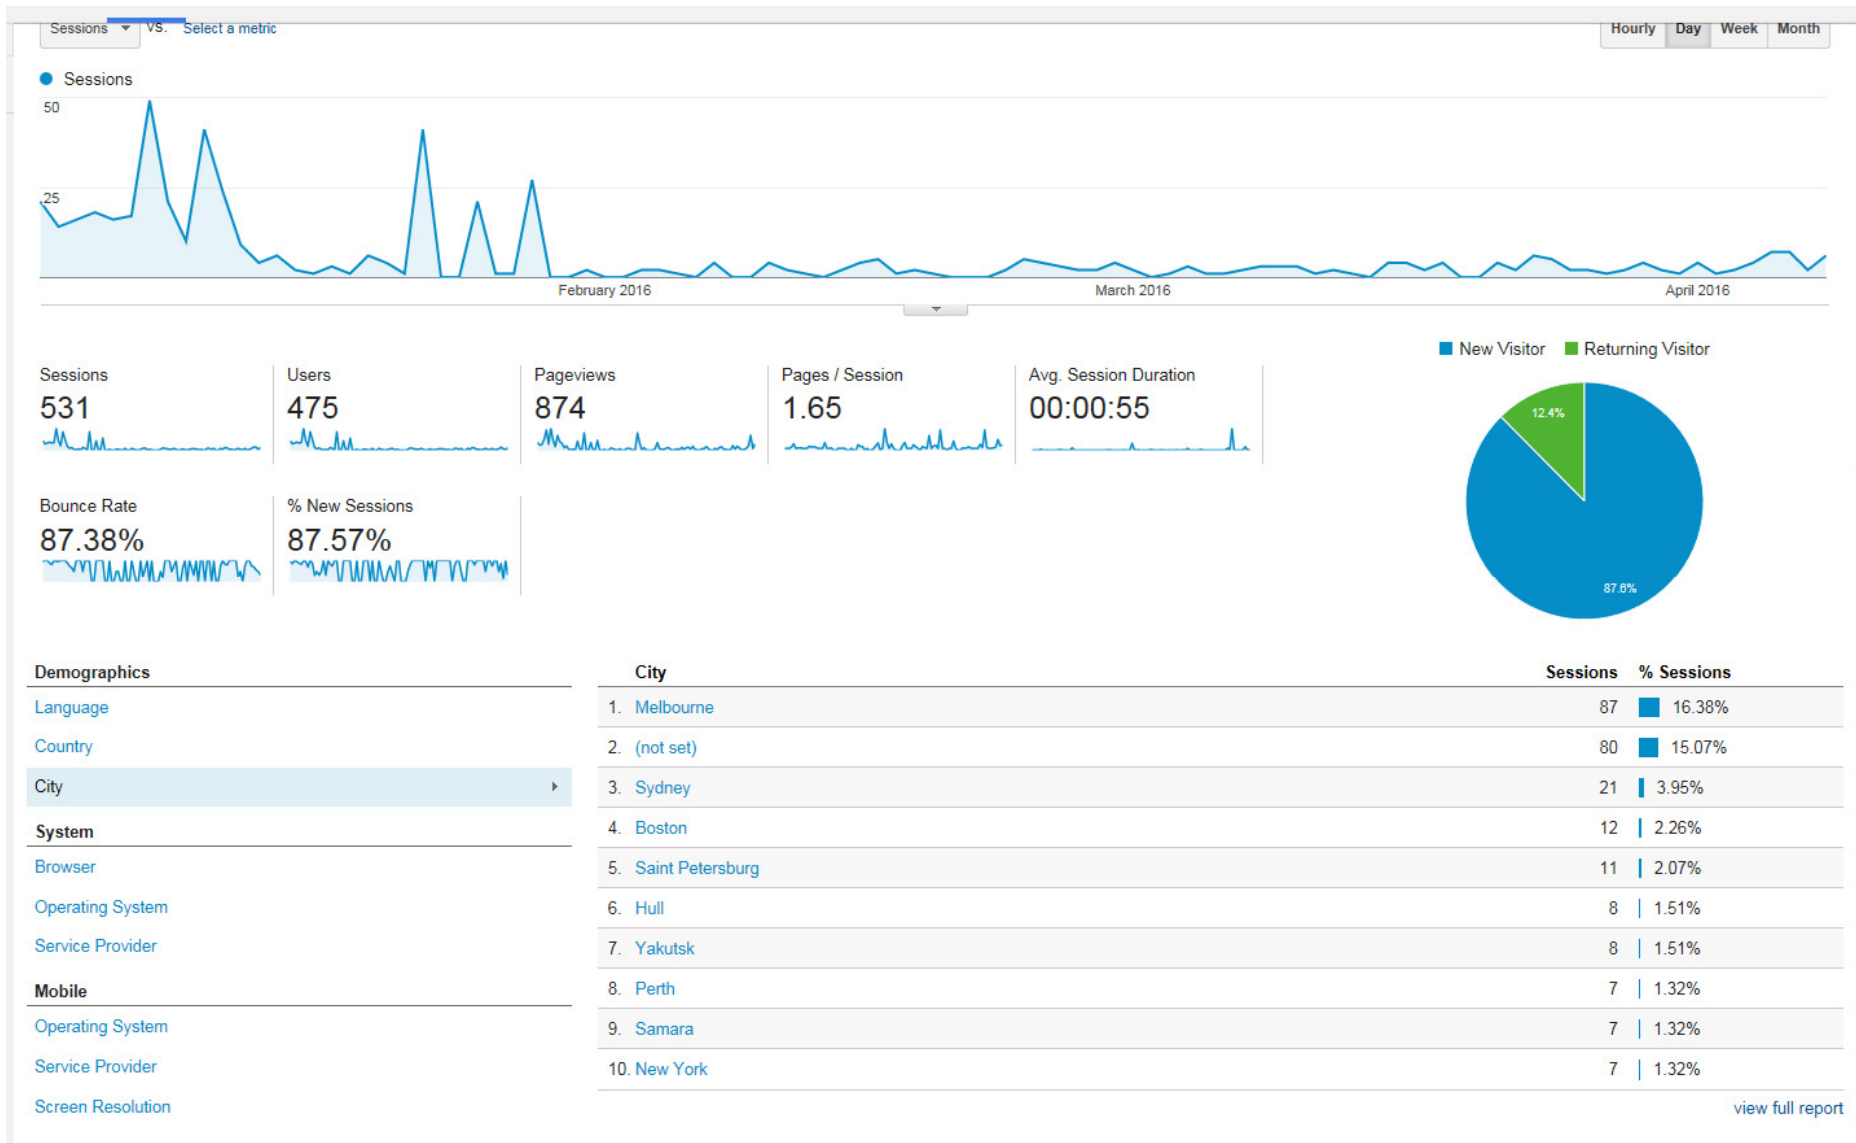 Sessions VS. Select a metric Hourly Day Week Month
Sessions
50
25
February 2016 March 2016 April 2016
New Visitor Returning Visitor
Sessions Users Pageviews Pages / Session Avg. Session Duration
531 475 874 1.65 00:00:55
12.4%
Bounce Rate % New Sessions
87.38% 87.57%
87.6%
Demographics City Sessions % Sessions
Language 1. Melbourne 87 16.38%
Country 2. (not set) 80 15.07%
City 3. Sydney 21 3.95%
System 4. Boston 12 2.26%
Browser 5. Saint Petersburg 11 2.07%
Operating System 6. Hull 8 1.51%
Service Provider 7. Yakutsk 8 1.51%
Mobile 8. Perth 7 1.32%
Operating System 9. Samara 7 1.32%
Service Provider 10. New York 7 1.32%
Screen Resolution view full report